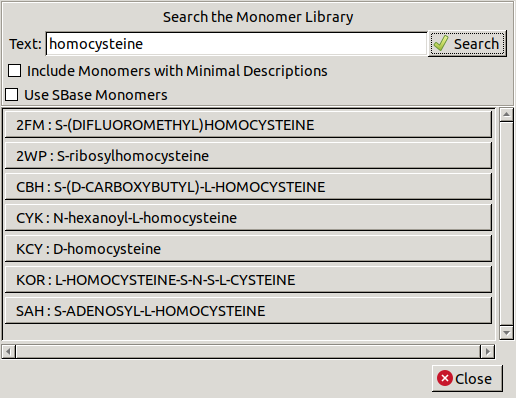 Search the Monomer Library
Text: homocysteine Search
Include Monomers with Minimal Descriptions
Use SBase Monomers
2FM : S-(DIFLUOROMETHYL)HOMOCYSTEINE
2WP : S-ribosylhomocysteine
CBH : S-(D-CARBOXYBUTYL)-L-HOMOCYSTEINE
CYK : N-hexanoyl-L-homocysteine
KCY : D-homocysteine
KOR : L-HOMOCYSTEINE-S-N-S-L-CYSTEINE
SAH : S-ADENOSYL-L-HOMOCYSTEINE
Close